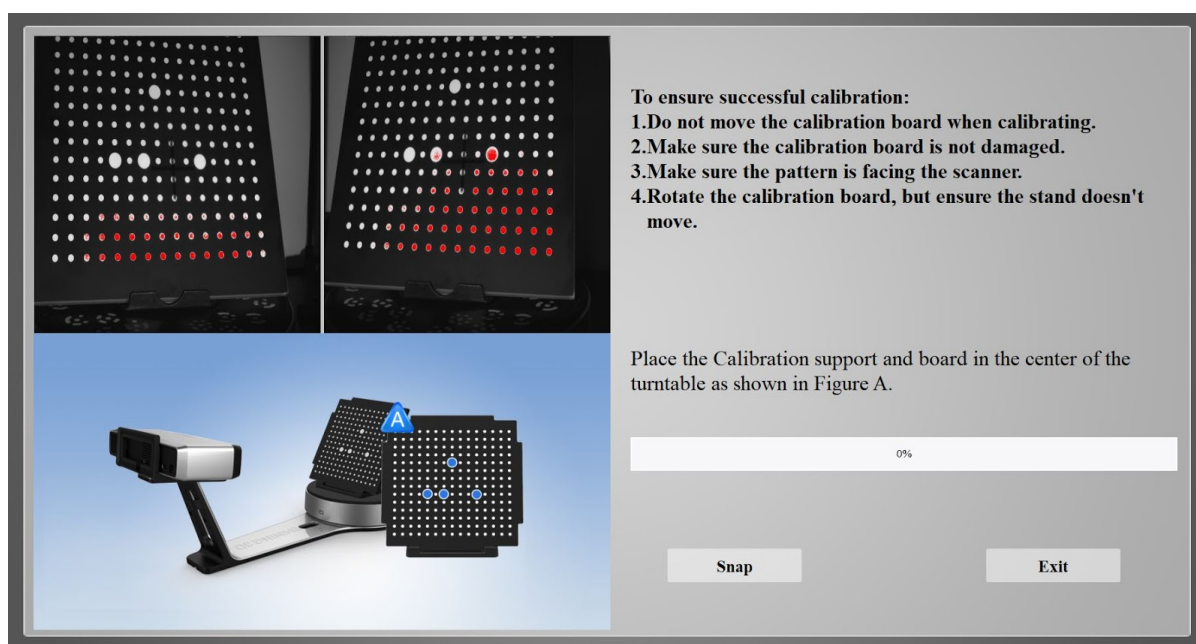 To ensure successful calibration:
1.Do not move the calibration board when calibrating.
2.Make sure the calibration board is not damaged.
3.Make sure the pattern is facing the scanner.
4.Rotate the calibration board, but ensure the stand doesn't
move.
Place the Calibration support and board in the center of the
turntable as shown in Figure A.
A
0%
Snap
Exit